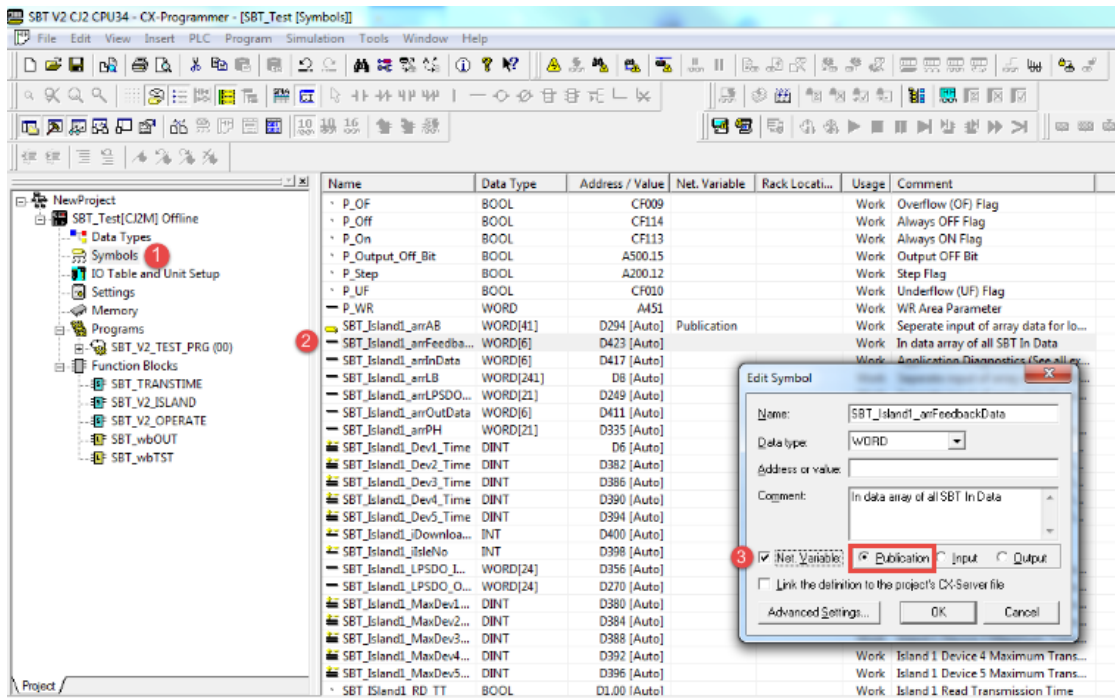 SBT V2 CJ2 CPU34 - CX-Programmer - [SBT_Test [Symbols]]
File Edit View Insert PLC Program Simulation Tools Window Help
NewProject
SBT_Test[CJ2M] Offline
Data Types
Symbols 1
IO Table and Unit Setup
Settings
Memory
Programs
SBT_V2_TEST_PRG (00)
Function Blocks
SBT_TRANSTIME
SBT_V2_ISLAND
SBT_V2_OPERATE
SBT_wbOUT
SBT_wbTST
Project
Name Data Type Address / Value Net. Variable Rack Locati... Usage Comment
P_OF BOOL CF009 Work Overflow (OF) Flag
P_Off BOOL CF114 Work Always OFF Flag
P_On BOOL CF113 Work Always ON Flag
P_Output_Off_Bit BOOL A500.15 Work Output OFF Bit
P_Step BOOL A200.12 Work Step Flag
P_UF BOOL CF010 Work Underflow (UF) Flag
P_WR WORD A451 Work WR Area Parameter
SBT_Island1_arrAB WORD[41] D294 [Auto] Publication Work Seperate input of array data for lo...
2 SBT_Island1_arrFeedba... WORD[6] D423 [Auto] Work In data array of all SBT In Data
SBT_Island1_arrInData WORD[6] D417 [Auto] Work Application Diagnostics (See all ex...
SBT_Island1_arrLB WORD[241] D8 [Auto]
SBT_Island1_arrLPSDO... WORD[21] D249 [Auto]
SBT_Island1_arrOutData WORD[6] D411 [Auto]
SBT_Island1_arrPH WORD[21] D335 [Auto]
SBT_Island1_Dev1_Time DINT D6 [Auto]
SBT_Island1_Dev2_Time DINT D382 [Auto]
SBT_Island1_Dev3_Time DINT D386 [Auto]
SBT_Island1_Dev4_Time DINT D390 [Auto]
SBT_Island1_Dev5_Time DINT D394 [Auto]
SBT_Island1_iDownloa... INT D400 [Auto]
SBT_Island1_iIsleNo INT D398 [Auto]
SBT_Island1_LPSDO_I... WORD[24] D356 [Auto]
SBT_Island1_LPSDO_O... WORD[24] D270 [Auto]
SBT_Island1_MaxDev1... DINT D380 [Auto]
SBT_Island1_MaxDev2... DINT D384 [Auto]
SBT_Island1_MaxDev3... DINT D388 [Auto]
SBT_Island1_MaxDev4... DINT D392 [Auto] Work Island 1 Device 4 Maximum Trans...
SBT_Island1_MaxDev5... DINT D396 [Auto] Work Island 1 Device 5 Maximum Trans...
SBT_ISland1_RD_TT BOOL D1.00 [Auto] Work Island 1 Read Transmission Time
Edit Symbol
Name: SBT_Island1_arrFeedbackData
Data type: WORD
Address or value:
Comment: In data array of all SBT In Data
3 Net. Variable: Publication Input Output
Link the definition to the project's CX-Server file
Advanced Settings... OK Cancel